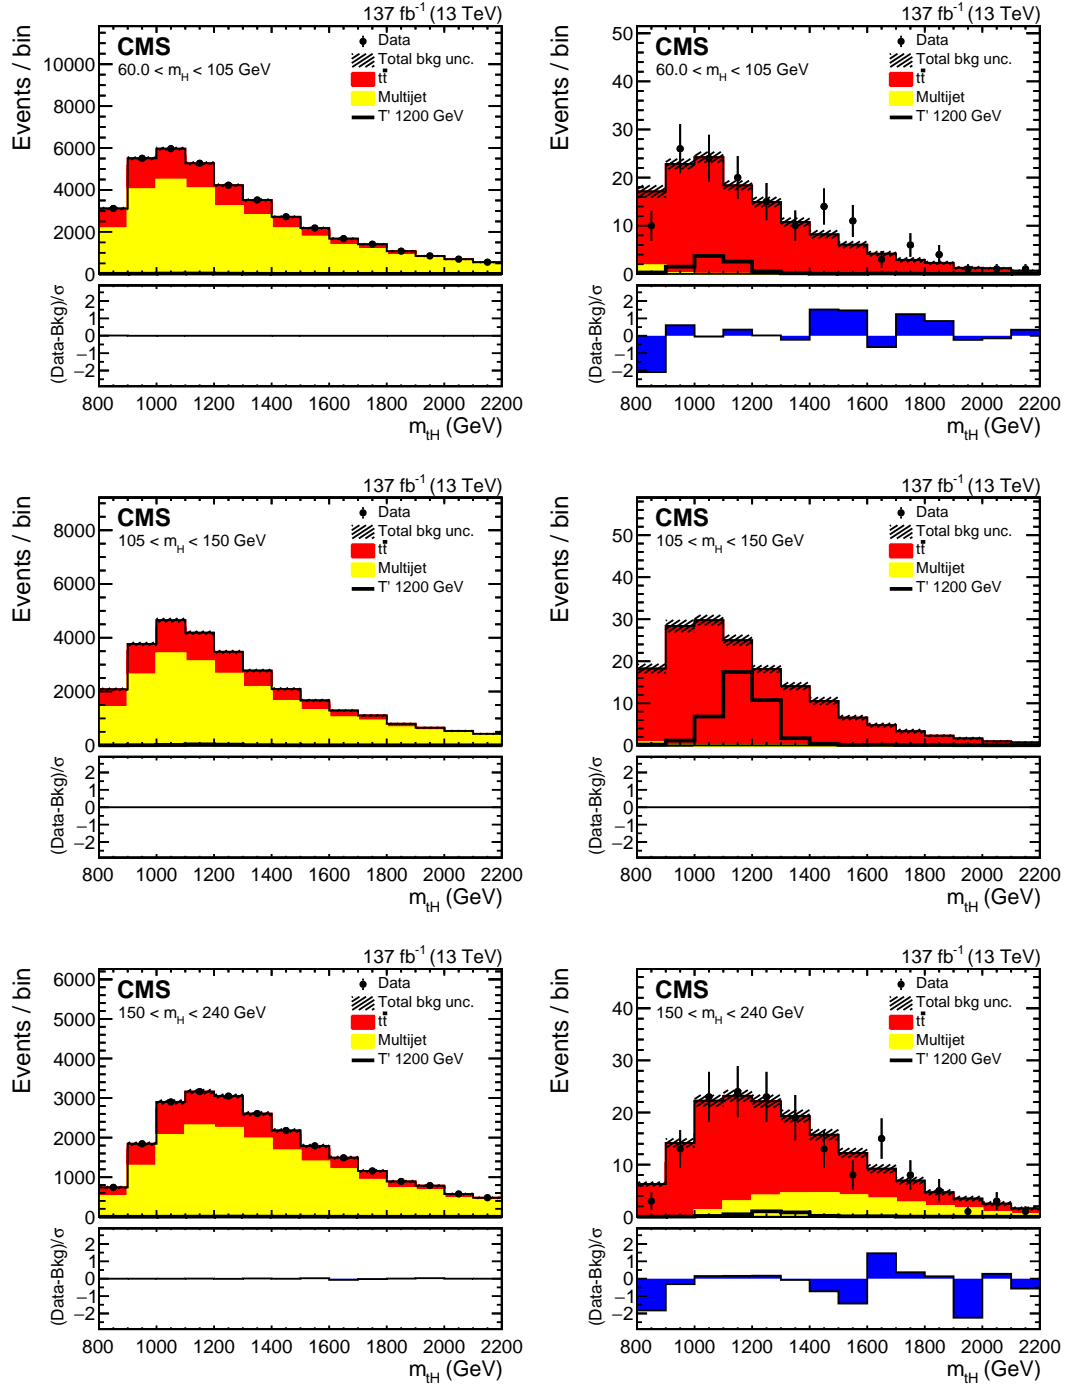 137 fb⁻¹ (13 TeV)
Events / bin
CMS
60.0 < m_H < 105 GeV
Data
Total bkg unc.
tt̄
Multijet
T' 1200 GeV
10000
8000
6000
4000
2000
0
(Data-Bkg)/σ
2
1
0
−1
−2
800 1000 1200 1400 1600 1800 2000 2200
m_tH (GeV)
137 fb⁻¹ (13 TeV)
Events / bin
CMS
60.0 < m_H < 105 GeV
Data
Total bkg unc.
tt̄
Multijet
T' 1200 GeV
50
40
30
20
10
0
(Data-Bkg)/σ
2
1
0
−1
−2
800 1000 1200 1400 1600 1800 2000 2200
m_tH (GeV)
137 fb⁻¹ (13 TeV)
Events / bin
CMS
105 < m_H < 150 GeV
Data
Total bkg unc.
tt̄
Multijet
T' 1200 GeV
8000
6000
4000
2000
0
(Data-Bkg)/σ
2
1
0
−1
−2
800 1000 1200 1400 1600 1800 2000 2200
m_tH (GeV)
137 fb⁻¹ (13 TeV)
Events / bin
CMS
105 < m_H < 150 GeV
Data
Total bkg unc.
tt̄
Multijet
T' 1200 GeV
50
40
30
20
10
0
(Data-Bkg)/σ
2
1
0
−1
−2
800 1000 1200 1400 1600 1800 2000 2200
m_tH (GeV)
137 fb⁻¹ (13 TeV)
Events / bin
CMS
150 < m_H < 240 GeV
Data
Total bkg unc.
tt̄
Multijet
T' 1200 GeV
6000
5000
4000
3000
2000
1000
0
(Data-Bkg)/σ
2
1
0
−1
−2
800 1000 1200 1400 1600 1800 2000 2200
m_tH (GeV)
137 fb⁻¹ (13 TeV)
Events / bin
CMS
150 < m_H < 240 GeV
Data
Total bkg unc.
tt̄
Multijet
T' 1200 GeV
40
30
20
10
0
(Data-Bkg)/σ
2
1
0
−1
−2
800 1000 1200 1400 1600 1800 2000 2200
m_tH (GeV)